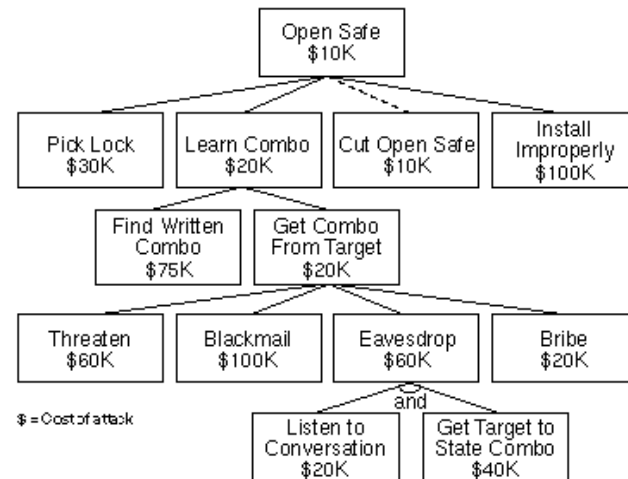 Open Safe
$10K
Pick Lock
$30K
Learn Combo
$20K
Cut Open Safe
$10K
Install
Improperly
$100K
Find Written
Combo
$75K
Get Combo
From Target
$20K
Threaten
$60K
Blackmail
$100K
Eavesdrop
$60K
Bribe
$20K
and
$ = Cost of attack
Listen to
Conversation
$20K
Get Target to
State Combo
$40K